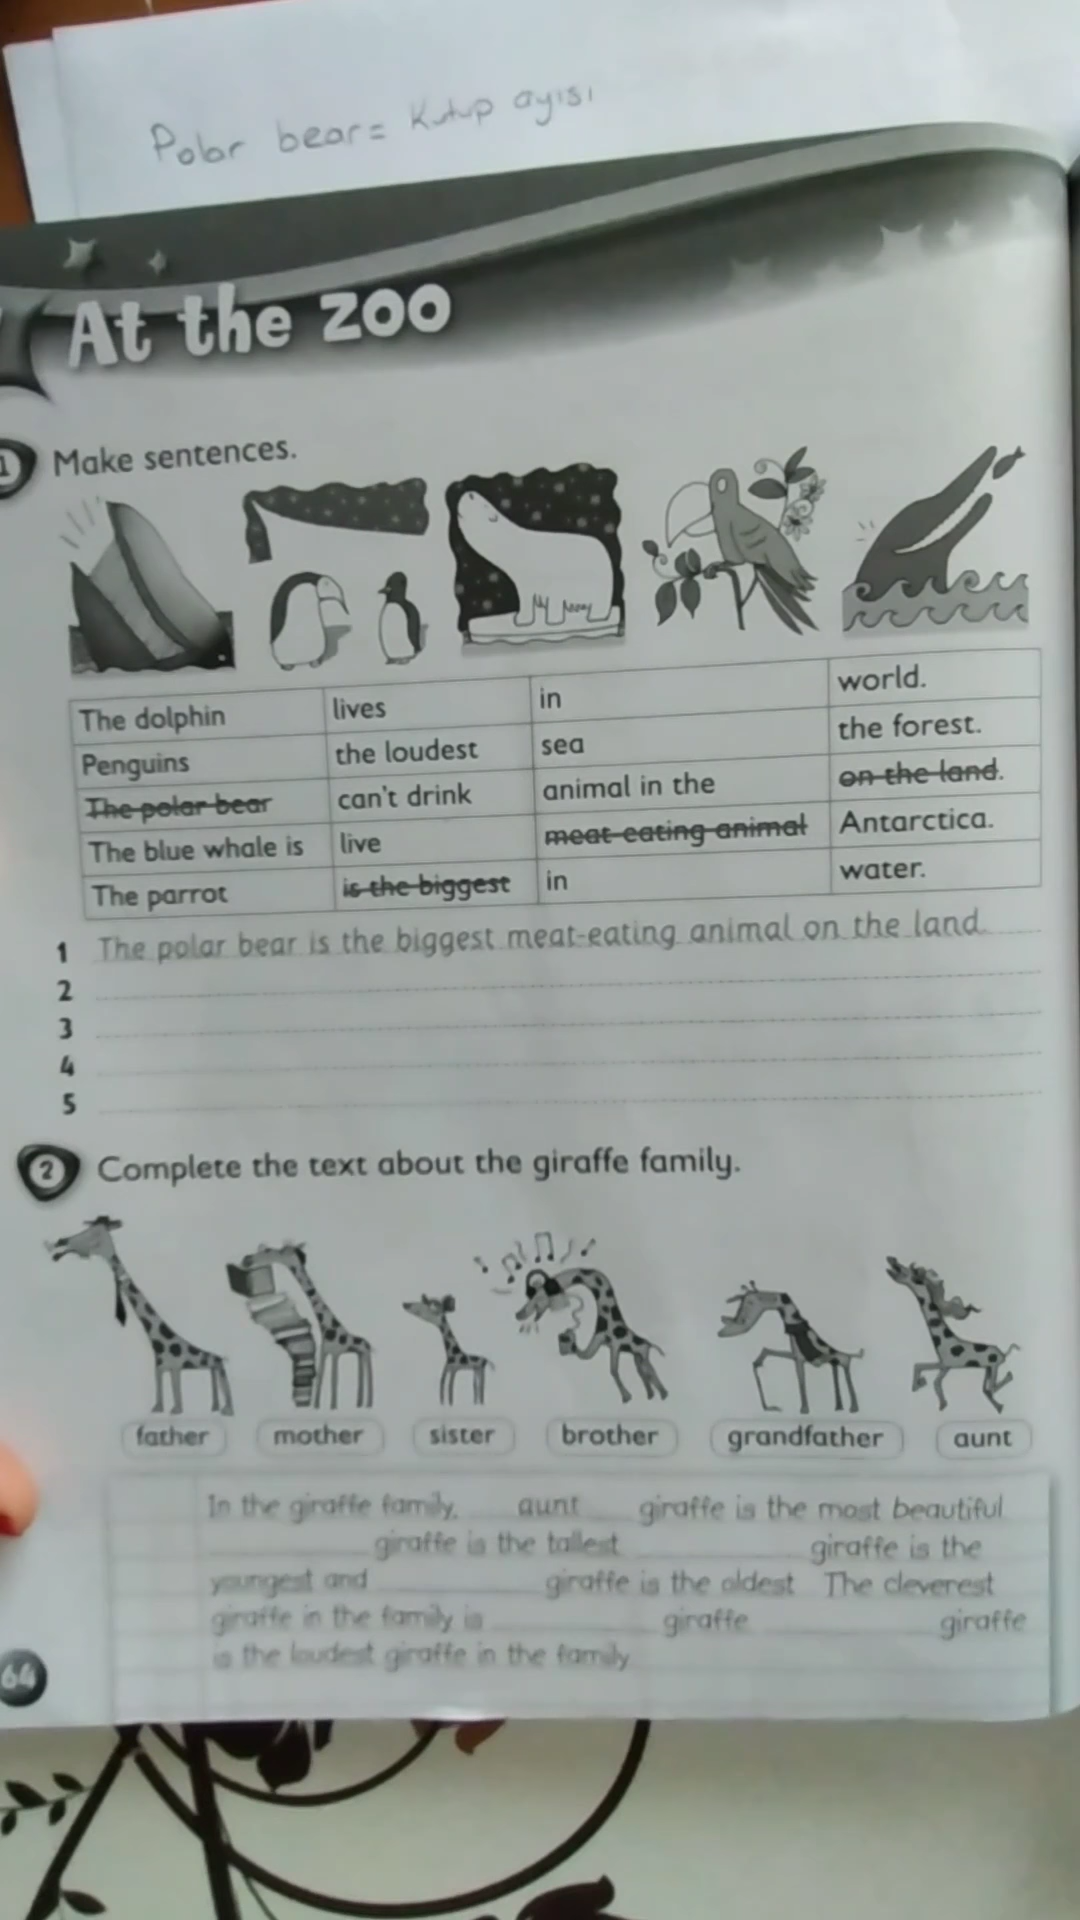 Polar bear = Kutup ayısı
At the zoo
1 Make sentences.
The dolphin lives in world.
Penguins the loudest sea the forest.
The polar bear can't drink animal in the on the land.
The blue whale is live meat-eating animal Antarctica.
The parrot is the biggest in water.
1 The polar bear is the biggest meat-eating animal on the land.
2
3
4
5
2 Complete the text about the giraffe family.
father mother sister brother grandfather aunt
In the giraffe family, aunt giraffe is the most beautiful
giraffe is the tallest giraffe is the
youngest and giraffe is the oldest The cleverest
giraffe in the family is giraffe giraffe
is the loudest giraffe in the family
64